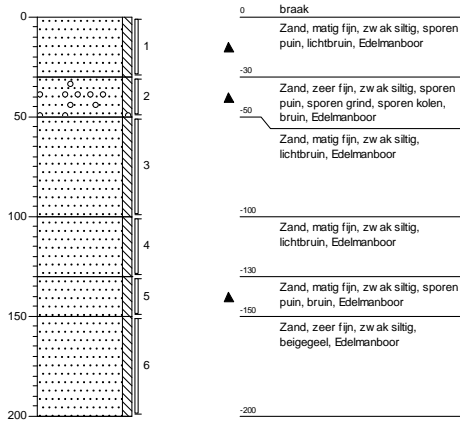 0
50
100
150
200
1
2
3
4
5
6
0 braak
Zand, matig fijn, zwak siltig, sporen
puin, lichtbruin, Edelmanboor
-30
Zand, zeer fijn, zwak siltig, sporen
puin, sporen grind, sporen kolen,
bruin, Edelmanboor
-50
Zand, matig fijn, zwak siltig,
lichtbruin, Edelmanboor
-100
Zand, matig fijn, zwak siltig,
lichtbruin, Edelmanboor
-130
Zand, matig fijn, zwak siltig, sporen
puin, bruin, Edelmanboor
-150
Zand, zeer fijn, zwak siltig,
beigegeel, Edelmanboor
-200